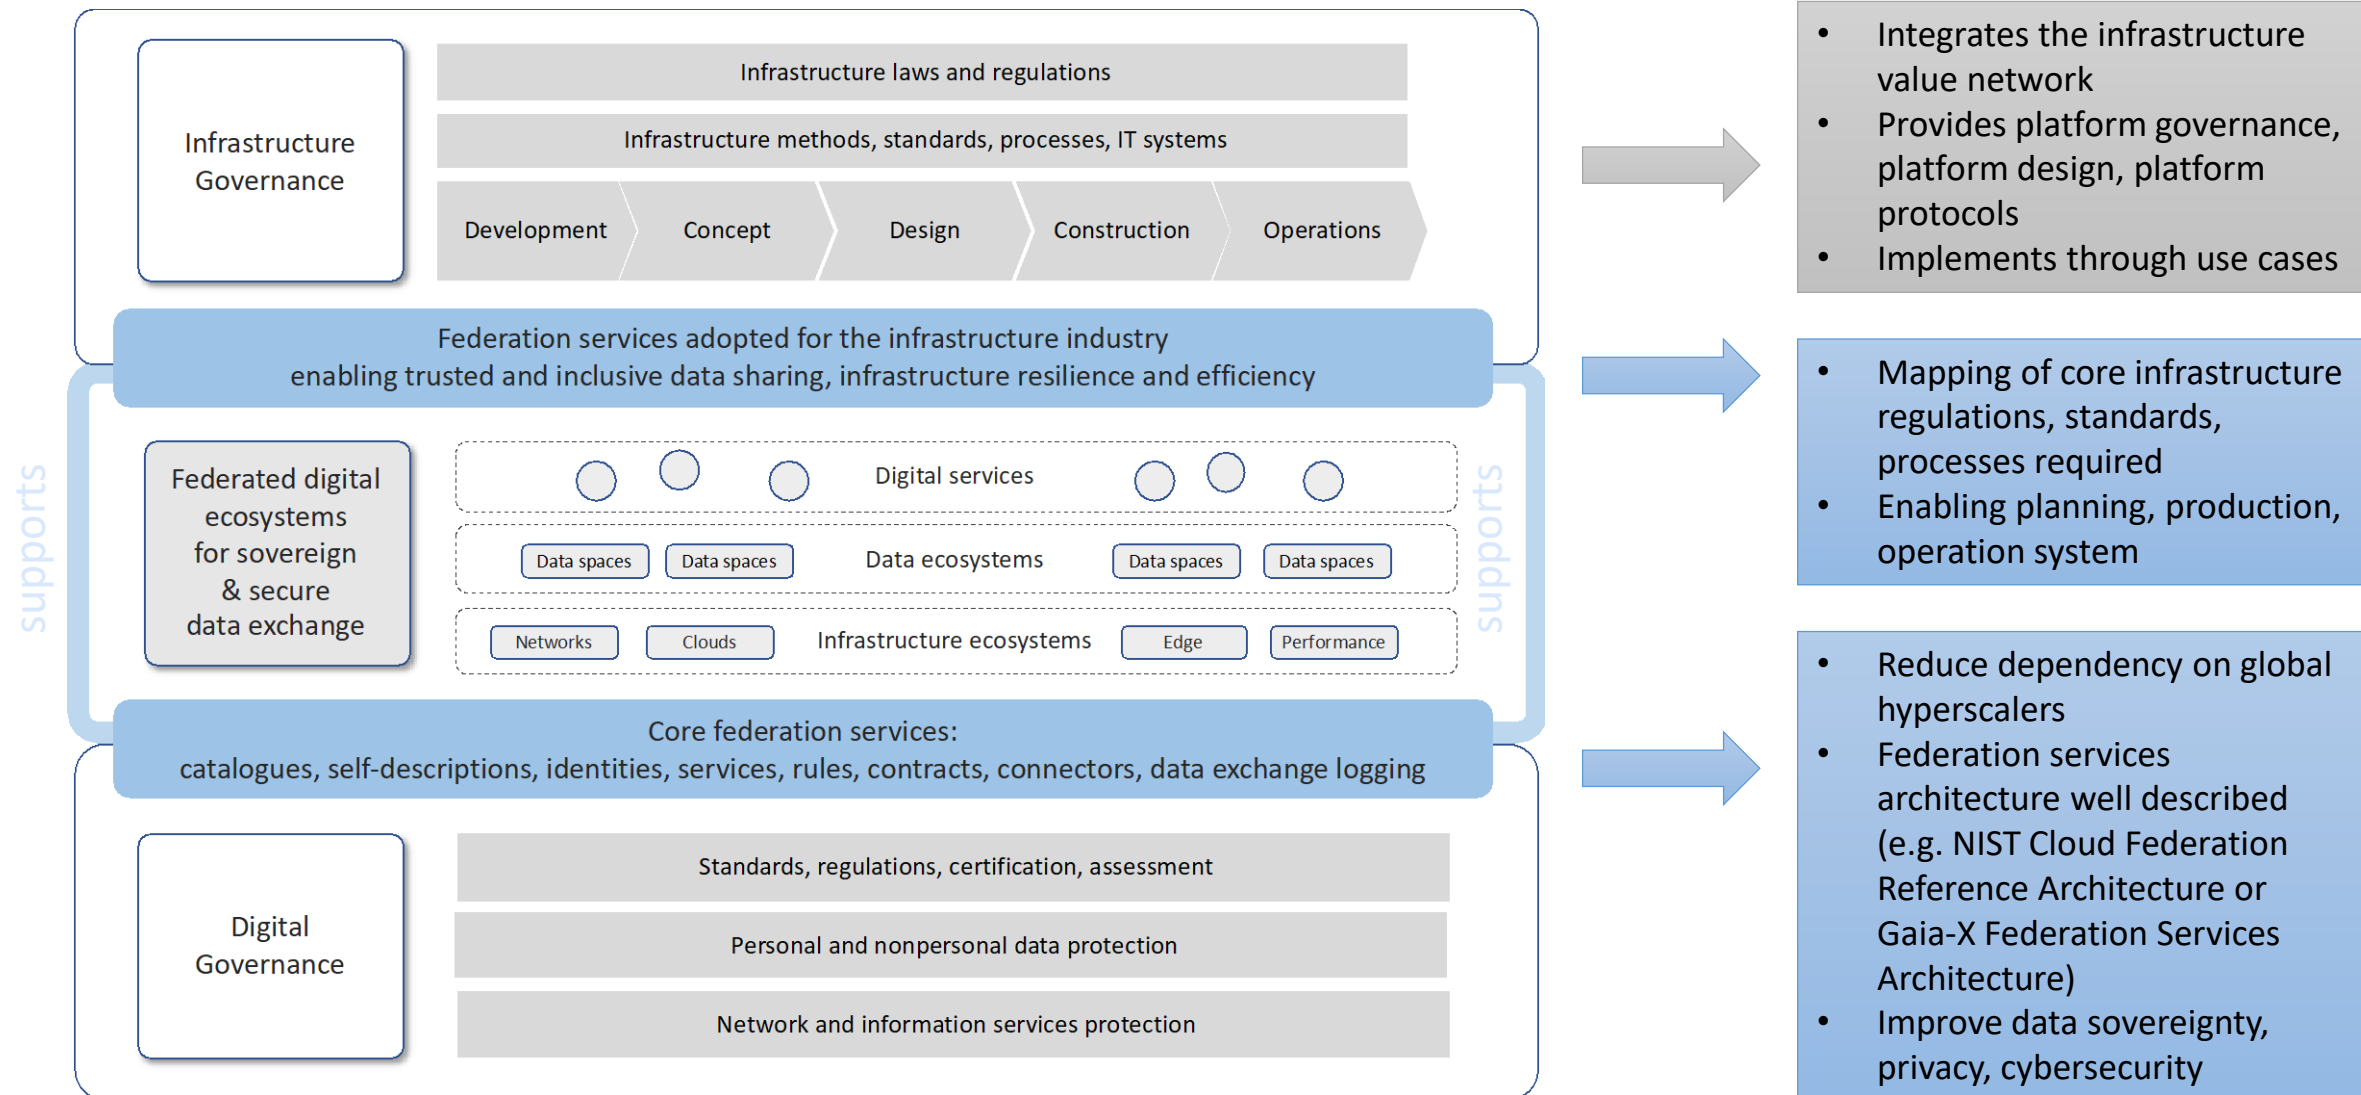 Infrastructure
Governance
Infrastructure laws and regulations
Infrastructure methods, standards, processes, IT systems
Development
Concept
Design
Construction
Operations
Federation services adopted for the infrastructure industry
enabling trusted and inclusive data sharing, infrastructure resilience and efficiency
supports
Federated digital
ecosystems
for sovereign
& secure
data exchange
Digital services
Data spaces
Data spaces
Data ecosystems
Data spaces
Data spaces
Networks
Clouds
Infrastructure ecosystems
Edge
Performance
supports
Core federation services:
catalogues, self-descriptions, identities, services, rules, contracts, connectors, data exchange logging
Digital
Governance
Standards, regulations, certification, assessment
Personal and nonpersonal data protection
Network and information services protection
• Integrates the infrastructure
value network
• Provides platform governance,
platform design, platform
protocols
• Implements through use cases
• Mapping of core infrastructure
regulations, standards,
processes required
• Enabling planning, production,
operation system
• Reduce dependency on global
hyperscalers
• Federation services
architecture well described
(e.g. NIST Cloud Federation
Reference Architecture or
Gaia-X Federation Services
Architecture)
• Improve data sovereignty,
privacy, cybersecurity